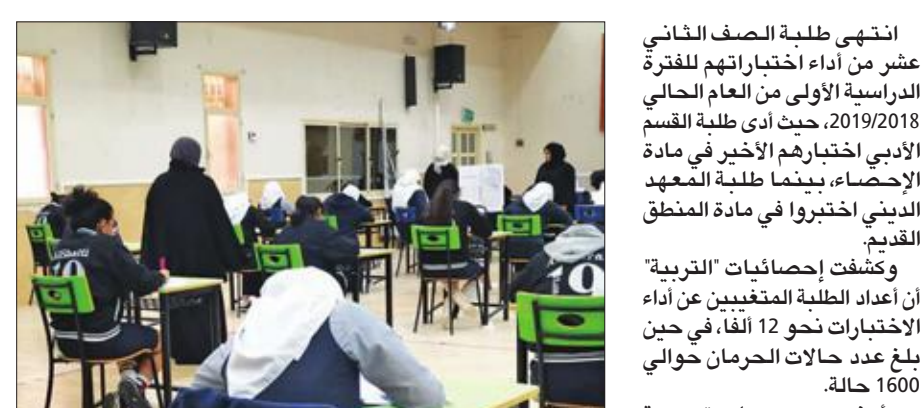 انتهى طلبة الصف الثاني
عشر من أداء اختباراتهم للفترة
الدراسية الأولى من العام الحالي
2019/2018، حيث أدى طلبة القسم
الأدبي اختبارهم الأخير في مادة
الإحصاء، بينما طلبة المعهد
الديني اختبروا في مادة المنطق
القديم.
وكشفت إحصائيات "التربية"
أن أعداد الطلبة المتغيبين عن أداء
الاختبارات نحو 12 ألفا، في حين
بلغ عدد حالات الحرمان حوالي
1600 حالة.